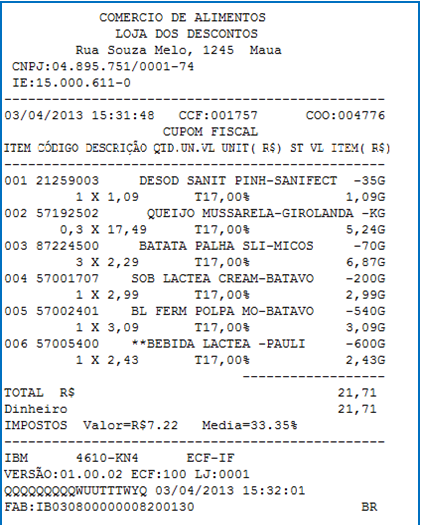 COMERCIO DE ALIMENTOS
LOJA DOS DESCONTOS
Rua Souza Melo, 1245 Maua
CNPJ:04.895.751/0001-74
IE:15.000.611-0
------------------------------------------------
03/04/2013 15:31:48 CCF:001757 COO:004776
CUPOM FISCAL
ITEM CÓDIGO DESCRIÇÃO QTD.UN.VL UNIT( R$) ST VL ITEM( R$)
------------------------------------------------
001 21259003 DESOD SANIT PINH-SANIFECT -35G
1 X 1,09 T17,00% 1,09G
002 57192502 QUEIJO MUSSARELA-GIROLANDA -KG
0,3 X 17,49 T17,00% 5,24G
003 87224500 BATATA PALHA SLI-MICOS -70G
3 X 2,29 T17,00% 6,87G
004 57001707 SOB LACTEA CREAM-BATAVO -200G
1 X 2,99 T17,00% 2,99G
005 57002401 BL FERM POLPA MO-BATAVO -540G
1 X 3,09 T17,00% 3,09G
006 57005400 **BEBIDA LACTEA -PAULI -600G
1 X 2,43 T17,00% 2,43G
------------------
TOTAL R$ 21,71
Dinheiro 21,71
IMPOSTOS Valor=R$7.22 Media=33.35%
------------------------------------------------
IBM 4610-KN4 ECF-IF
VERSÃO:01.00.02 ECF:100 LJ:0001
QQQQQQQQQWUUTTTWYQ 03/04/2013 15:32:01
FAB:IB030800000008200130 BR